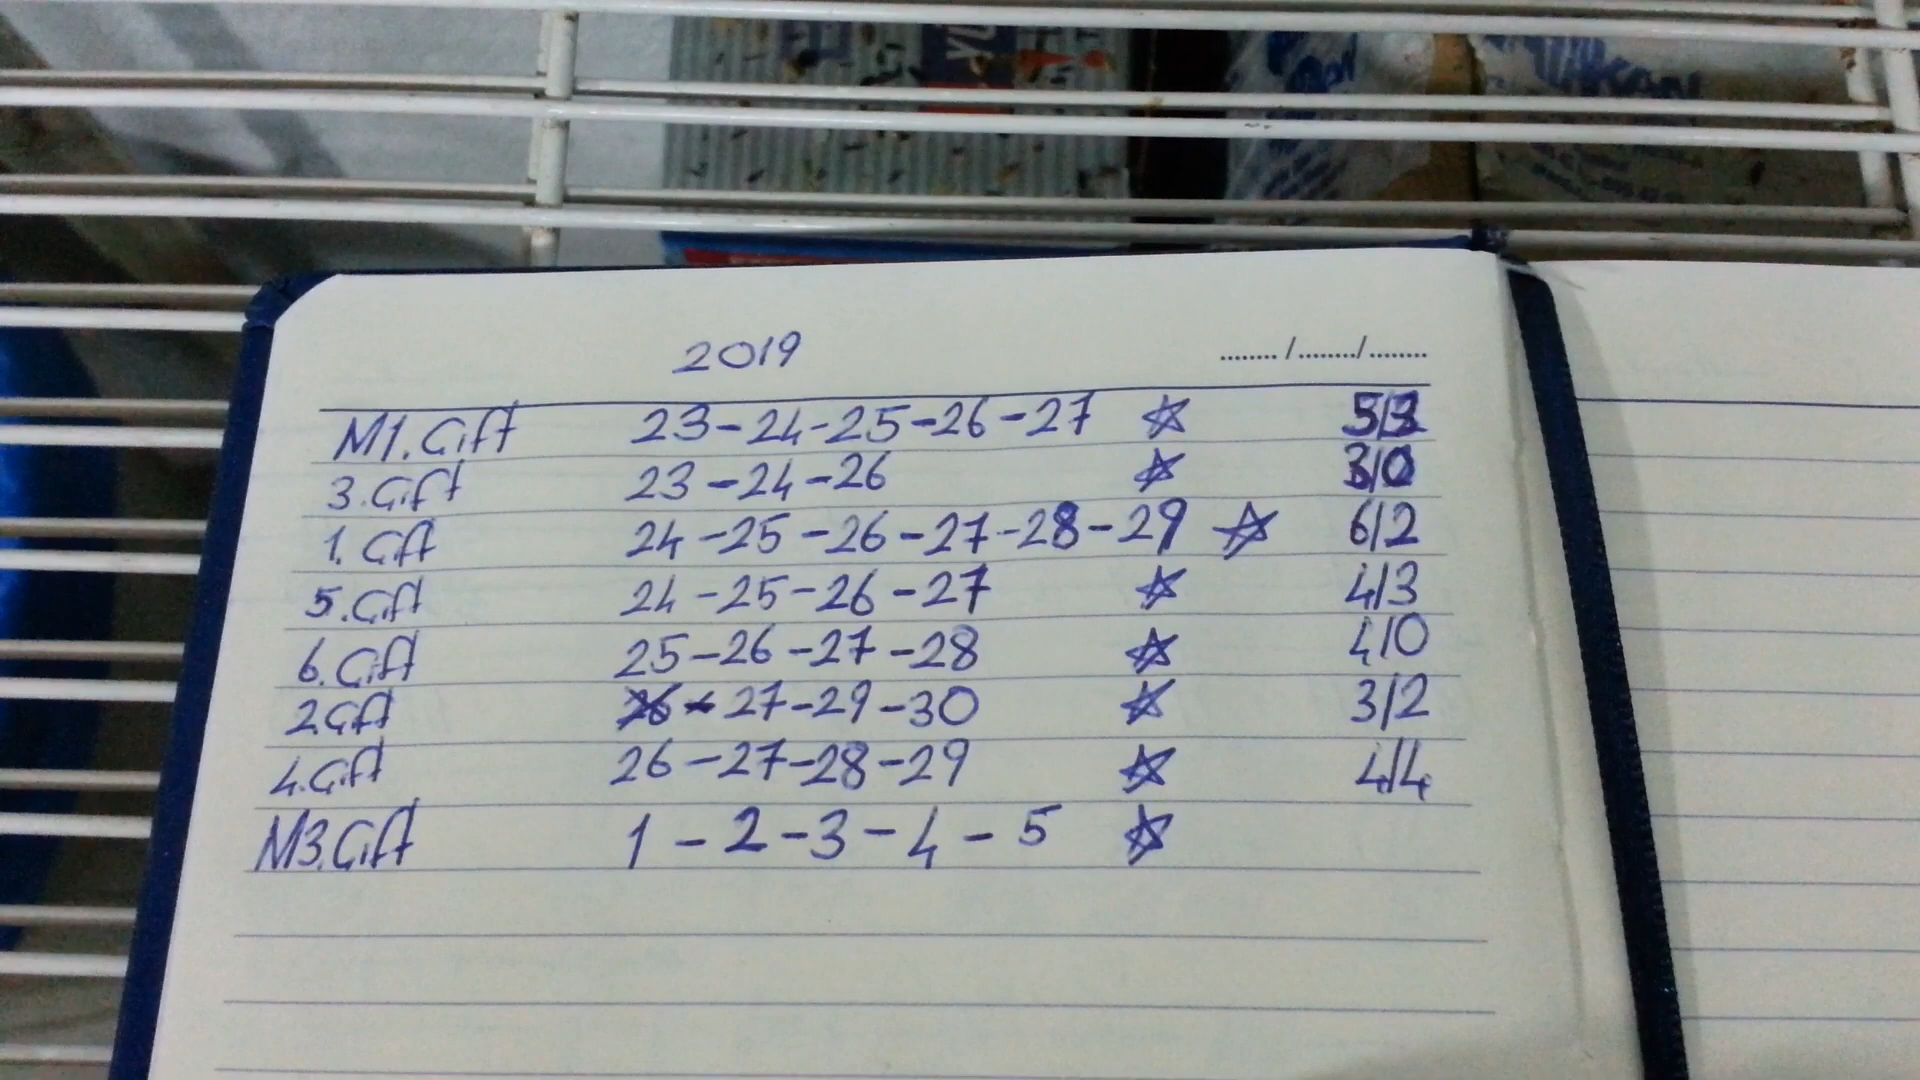 2019
......../......../........
M1.Çift 23-24-25-26-27 ☆ 5/3
3.Çift 23-24-26 ☆ 3/0
1.Çift 24-25-26-27-28-29 ☆ 6/2
5.Çift 24-25-26-27 ☆ 4/3
6.Çift 25-26-27-28 ☆ 4/0
2.Çift 27-29-30 ☆ 3/2
4.Çift 26-27-28-29 ☆ 4/4
M3.Çift 1-2-3-4-5 ☆